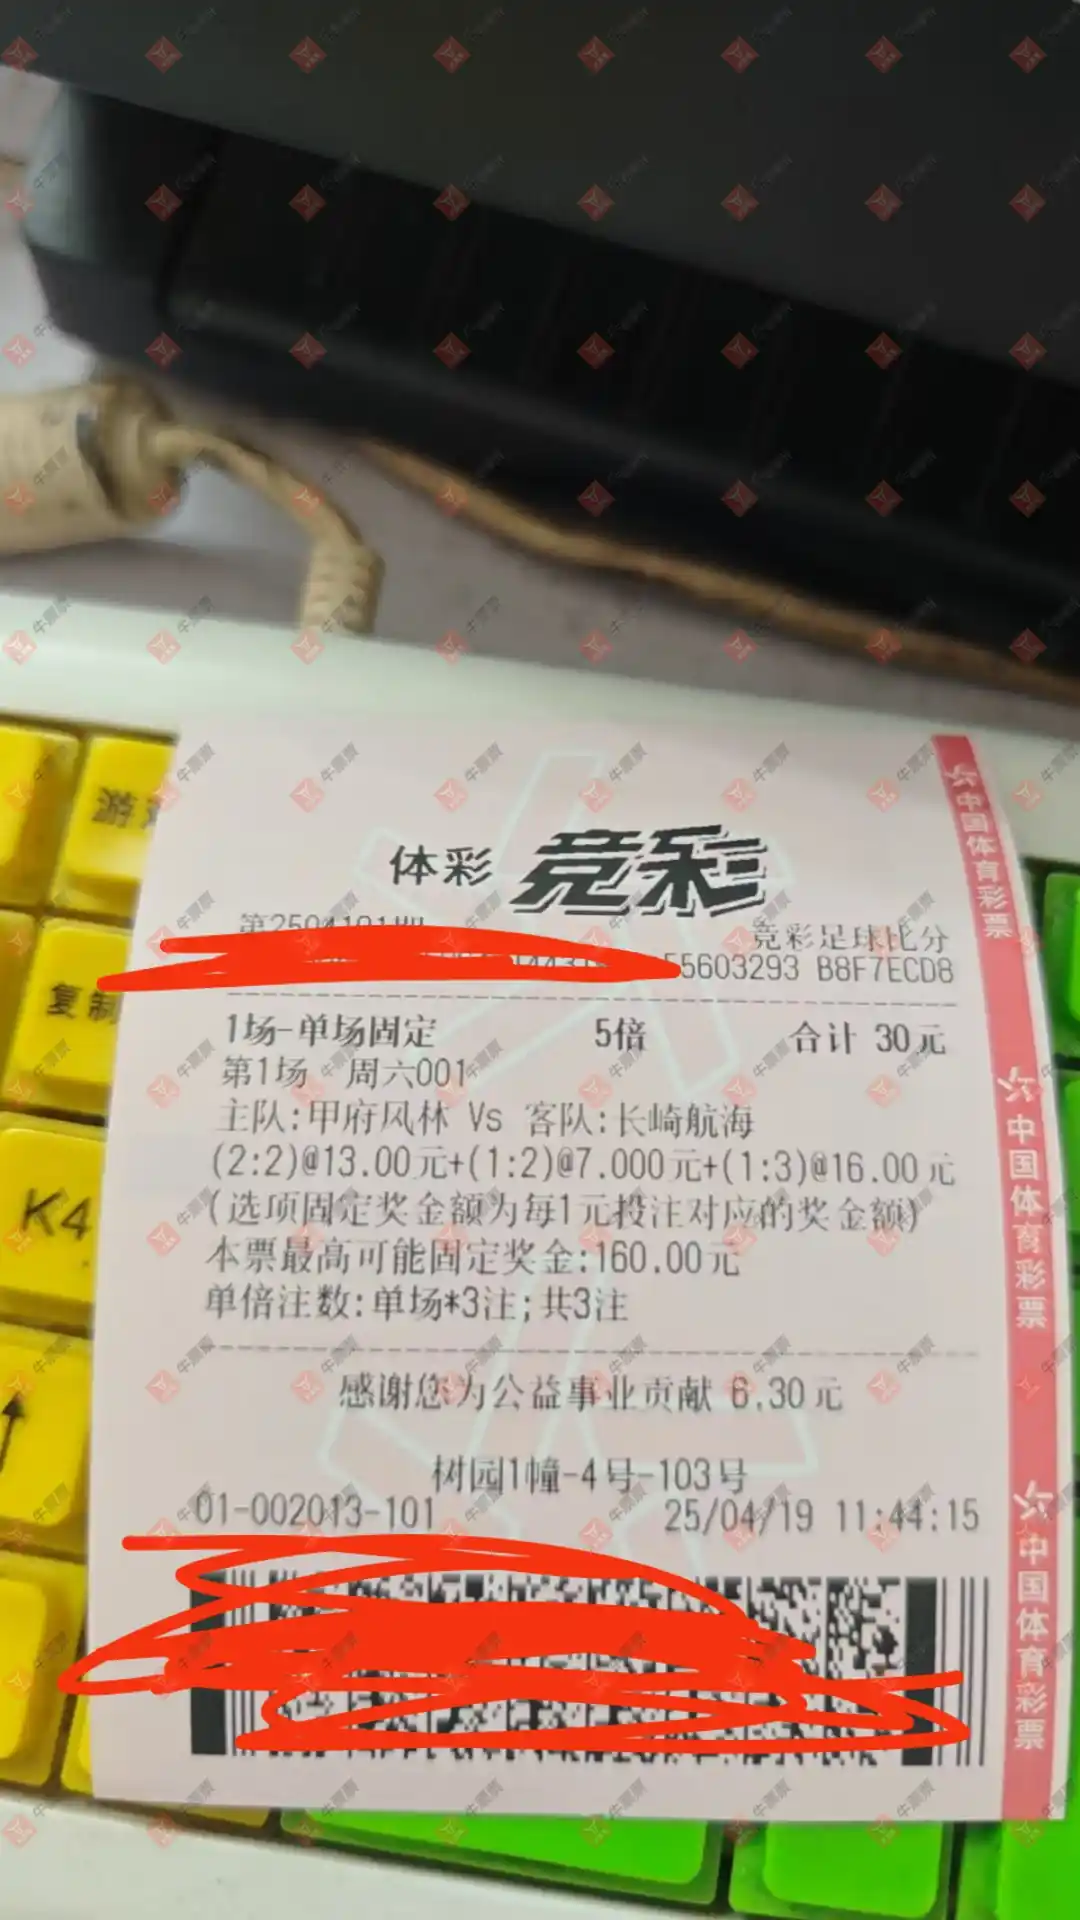 体彩 竞彩
竞彩足球比分
55603293 B8F7ECD8
1场-单场固定 5倍 合计 30元
第1场 周六001
主队:甲府风林 Vs 客队:长崎航海
(2:2)@13.00元+(1:2)@7.000元+(1:3)@16.00元
(选项固定奖金额为每1元投注对应的奖金额)
本票最高可能固定奖金:160.00元
单倍注数:单场*3注;共3注
感谢您为公益事业贡献 6.30元
树园1幢-4号-103号
01-002013-101 25/04/19 11:44:15
中国体育彩票
中国体育彩票
中国体育彩票
复制
K4
↑
牛票票